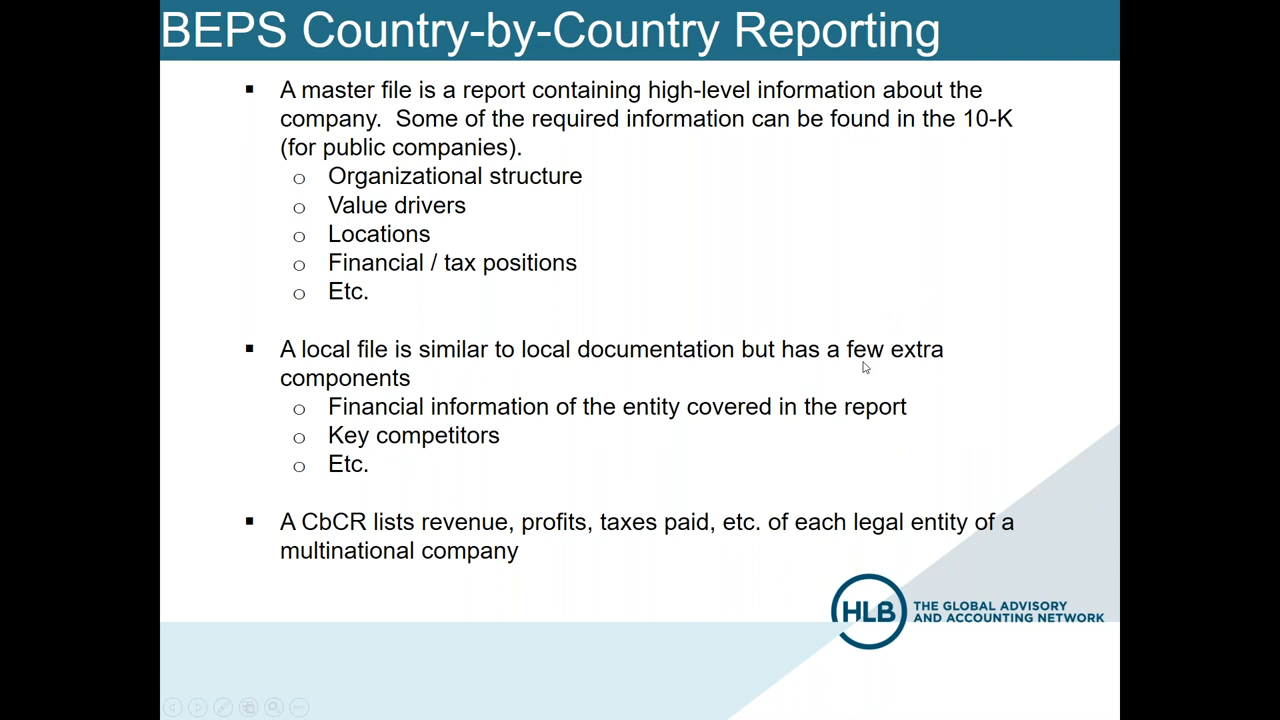 BEPS Country-by-Country Reporting
▪ A master file is a report containing high-level information about the
company.  Some of the required information can be found in the 10-K
(for public companies).
o Organizational structure
o Value drivers
o Locations
o Financial / tax positions
o Etc.
▪ A local file is similar to local documentation but has a few extra
components
o Financial information of the entity covered in the report
o Key competitors
o Etc.
▪ A CbCR lists revenue, profits, taxes paid, etc. of each legal entity of a
multinational company
HLB
THE GLOBAL ADVISORY
AND ACCOUNTING NETWORK